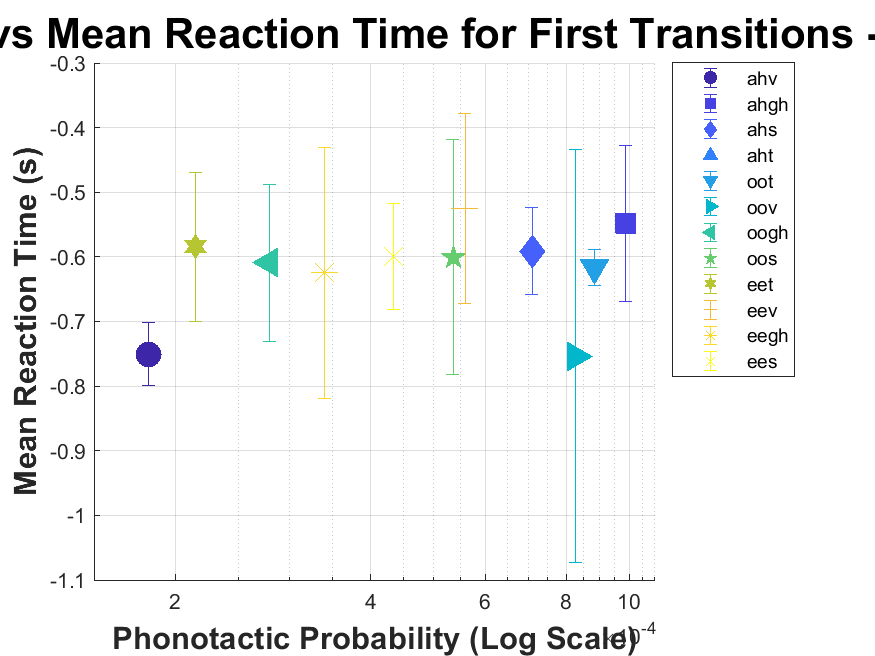 vs Mean Reaction Time for First Transitions -
-0.3
-0.4
-0.5
-0.6
-0.7
-0.8
-0.9
-1
-1.1
Mean Reaction Time (s)
2
4
6
8
10
Phonotactic Probability (Log Scale)
×10-4
ahv
ahgh
ahs
aht
oot
oov
oogh
oos
eet
eev
eegh
ees